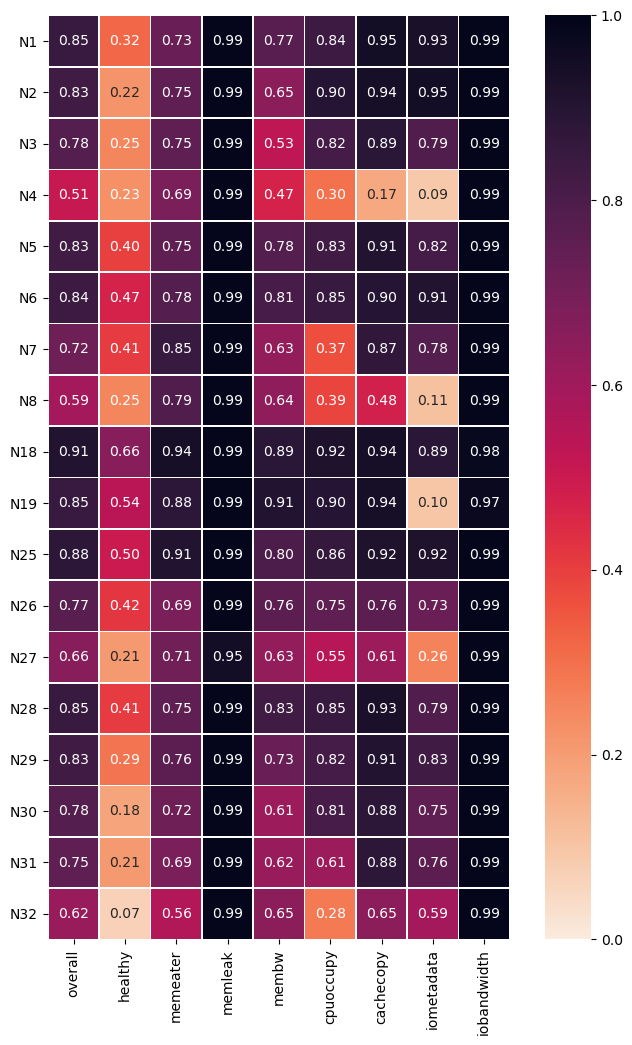 N1 0.85 0.32 0.73 0.99 0.77 0.84 0.95 0.93 0.99
N2 0.83 0.22 0.75 0.99 0.65 0.90 0.94 0.95 0.99
N3 0.78 0.25 0.75 0.99 0.53 0.82 0.89 0.79 0.99
N4 0.51 0.23 0.69 0.99 0.47 0.30 0.17 0.09 0.99
N5 0.83 0.40 0.75 0.99 0.78 0.83 0.91 0.82 0.99
N6 0.84 0.47 0.78 0.99 0.81 0.85 0.90 0.91 0.99
N7 0.72 0.41 0.85 0.99 0.63 0.37 0.87 0.78 0.99
N8 0.59 0.25 0.79 0.99 0.64 0.39 0.48 0.11 0.99
N18 0.91 0.66 0.94 0.99 0.89 0.92 0.94 0.89 0.98
N19 0.85 0.54 0.88 0.99 0.91 0.90 0.94 0.10 0.97
N25 0.88 0.50 0.91 0.99 0.80 0.86 0.92 0.92 0.99
N26 0.77 0.42 0.69 0.99 0.76 0.75 0.76 0.73 0.99
N27 0.66 0.21 0.71 0.95 0.63 0.55 0.61 0.26 0.99
N28 0.85 0.41 0.75 0.99 0.83 0.85 0.93 0.79 0.99
N29 0.83 0.29 0.76 0.99 0.73 0.82 0.91 0.83 0.99
N30 0.78 0.18 0.72 0.99 0.61 0.81 0.88 0.75 0.99
N31 0.75 0.21 0.69 0.99 0.62 0.61 0.88 0.76 0.99
N32 0.62 0.07 0.56 0.99 0.65 0.28 0.65 0.59 0.99
overall
healthy
memeater
memleak
membw
cpuoccupy
cachecopy
iometadata
iobandwidth
1.0
0.8
0.6
0.4
0.2
0.0